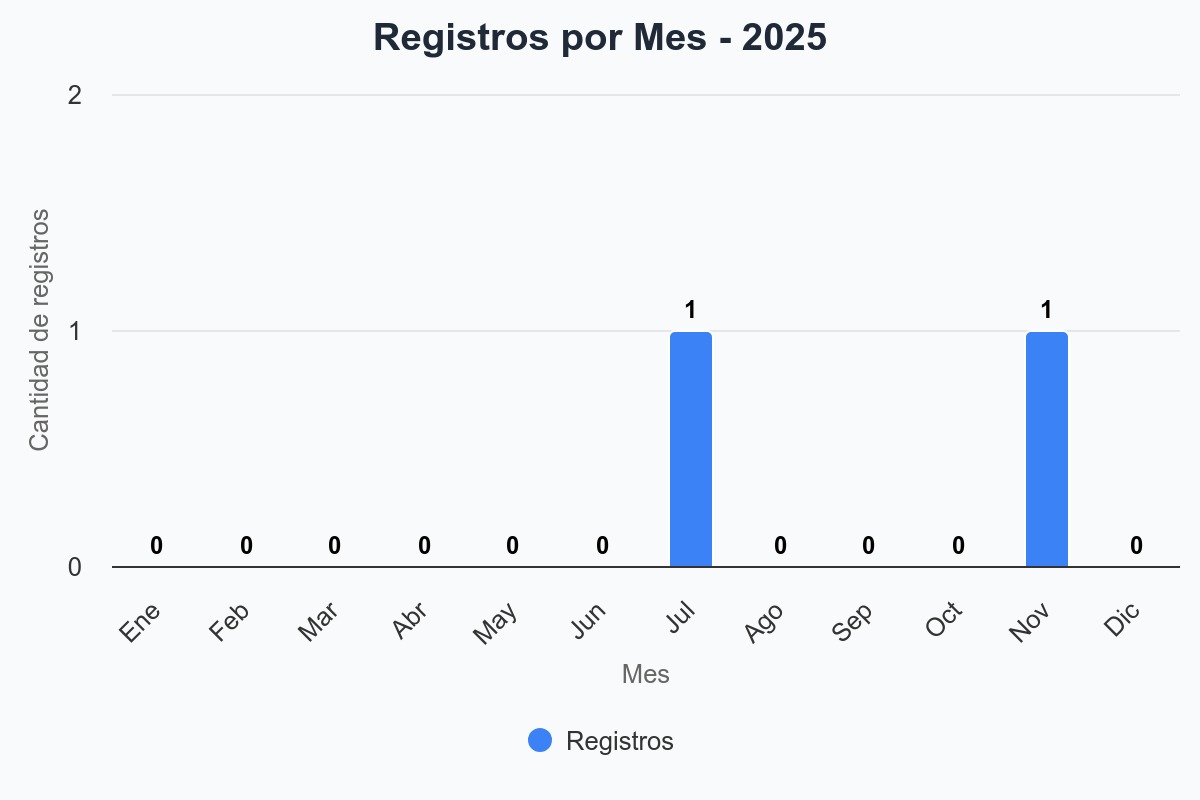 Registros por Mes - 2025
2
1
0
Cantidad de registros
0 0 0 0 0 0 1 0 0 0 1 0
Ene Feb Mar Abr May Jun Jul Ago Sep Oct Nov Dic
Mes
Registros